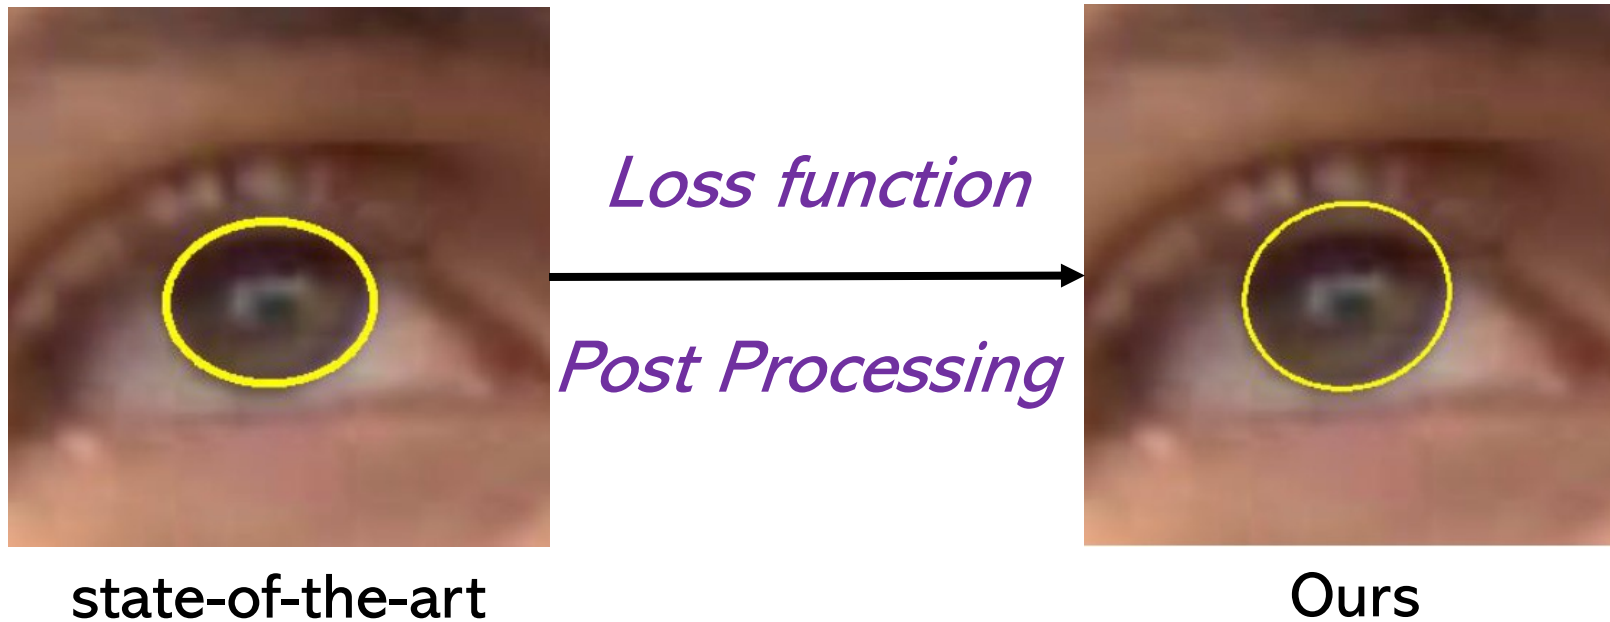 Loss function
Post Processing
state-of-the-art
Ours